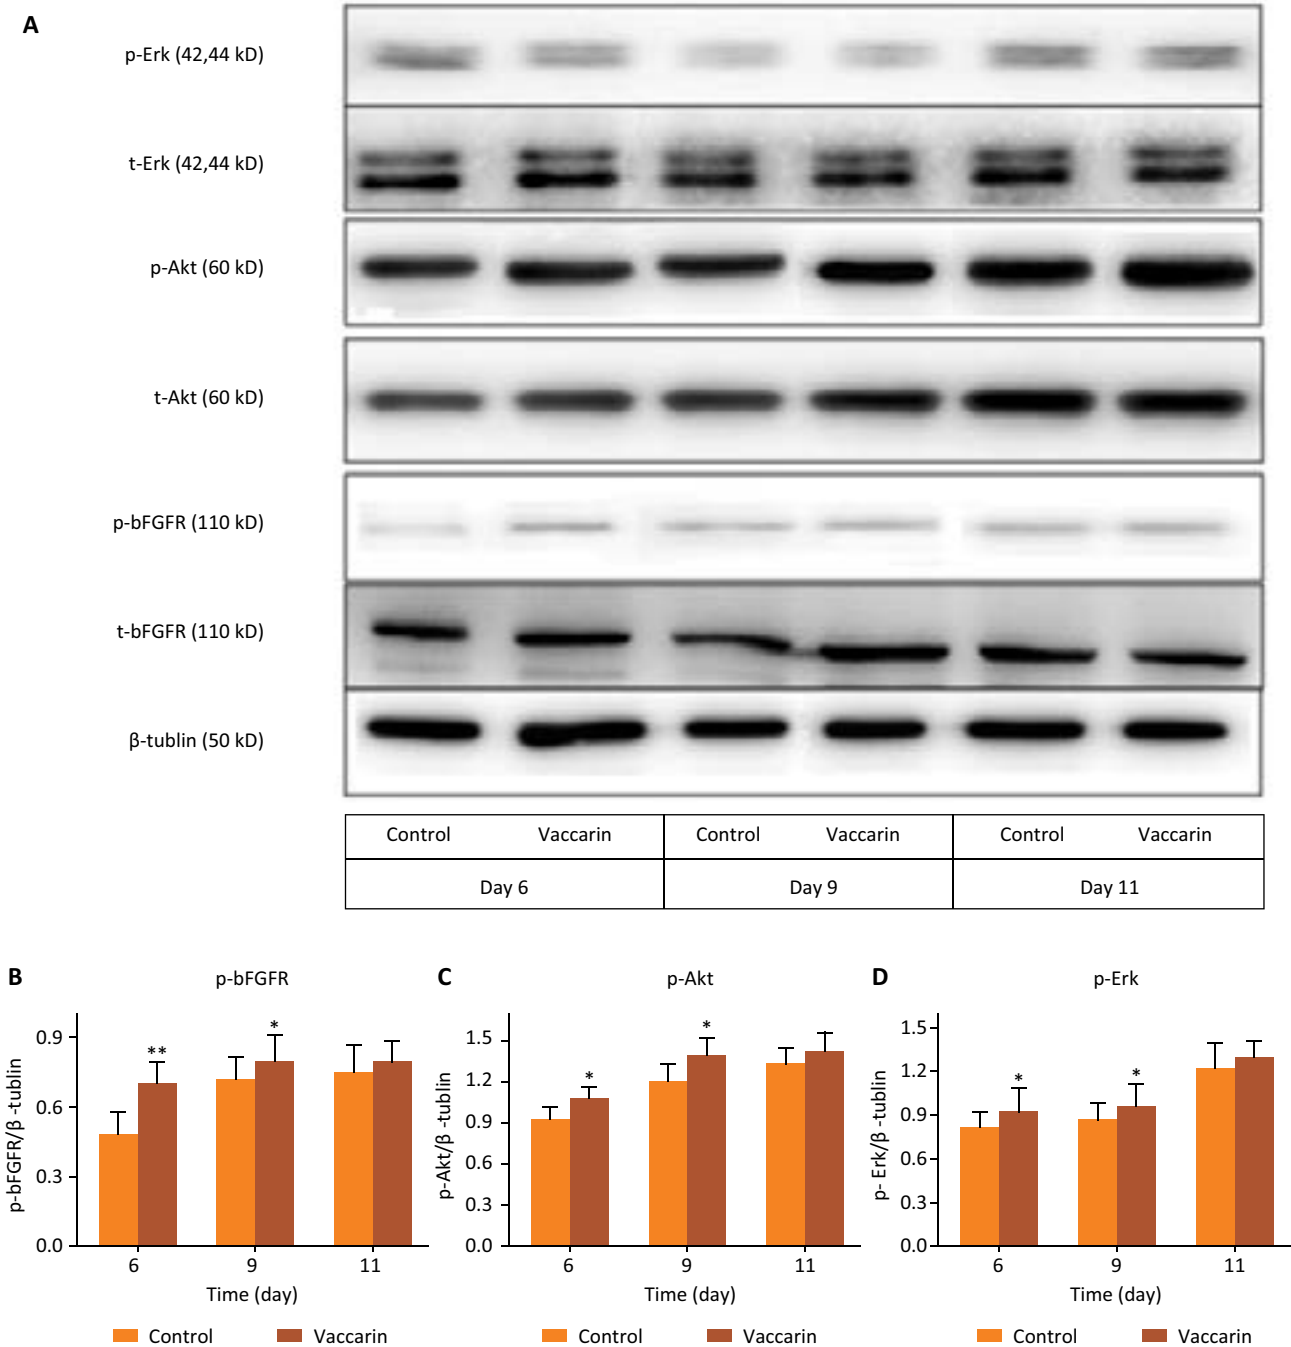 A
p-Erk (42,44 kD)
t-Erk (42,44 kD)
p-Akt (60 kD)
t-Akt (60 kD)
p-bFGFR (110 kD)
t-bFGFR (110 kD)
β-tublin (50 kD)
Control Vaccarin Control Vaccarin Control Vaccarin
Day 6 Day 9 Day 11
B p-bFGFR
p-bFGFR/β -tublin
0.9
0.6
0.3
0.0
** *
6 9 11
Time (day)
Control Vaccarin
C p-Akt
p-Akt/β -tublin
1.5
1.2
0.9
0.6
0.3
0.0
* *
6 9 11
Time (day)
Control Vaccarin
D p-Erk
p- Erk/β -tublin
1.5
1.2
0.9
0.6
0.3
0.0
* *
6 9 11
Time (day)
Control Vaccarin